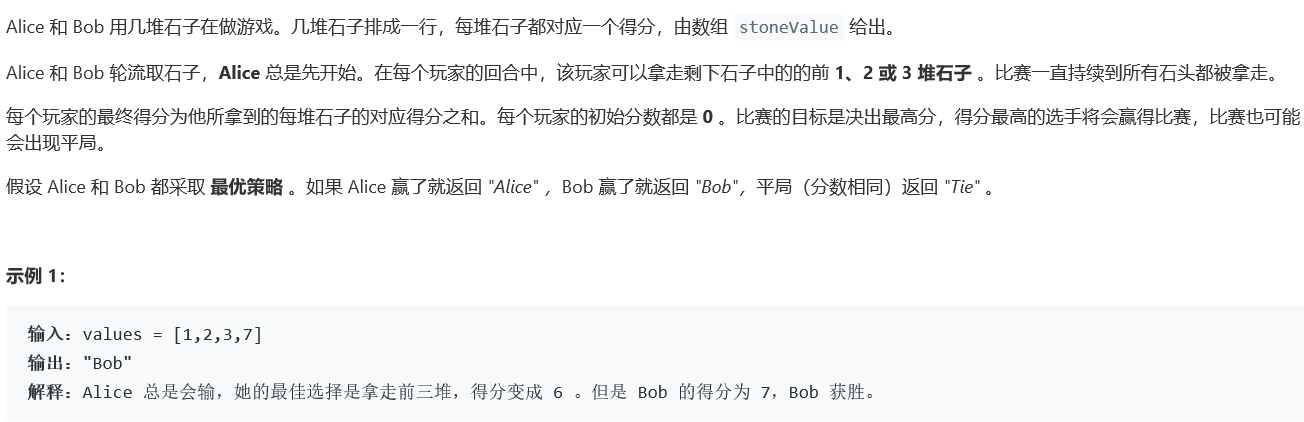 Alice 和 Bob 用几堆石子在做游戏。几堆石子排成一行，每堆石子都对应一个得分，由数组 stoneValue 给出。
Alice 和 Bob 轮流取石子，Alice 总是先开始。在每个玩家的回合中，该玩家可以拿走剩下石子中的的前 1、2 或 3 堆石子 。比赛一直持续到所有石头都被拿走。
每个玩家的最终得分为他所拿到的每堆石子的对应得分之和。每个玩家的初始分数都是 0 。比赛的目标是决出最高分，得分最高的选手将会赢得比赛，比赛也可能
会出现平局。
假设 Alice 和 Bob 都采取 最优策略 。如果 Alice 赢了就返回 "Alice" ，Bob 赢了就返回 "Bob"，平局（分数相同）返回 "Tie" 。
示例 1：
输入：values = [1,2,3,7]
输出："Bob"
解释：Alice 总是会输，她的最佳选择是拿走前三堆，得分变成 6 。但是 Bob 的得分为 7，Bob 获胜。